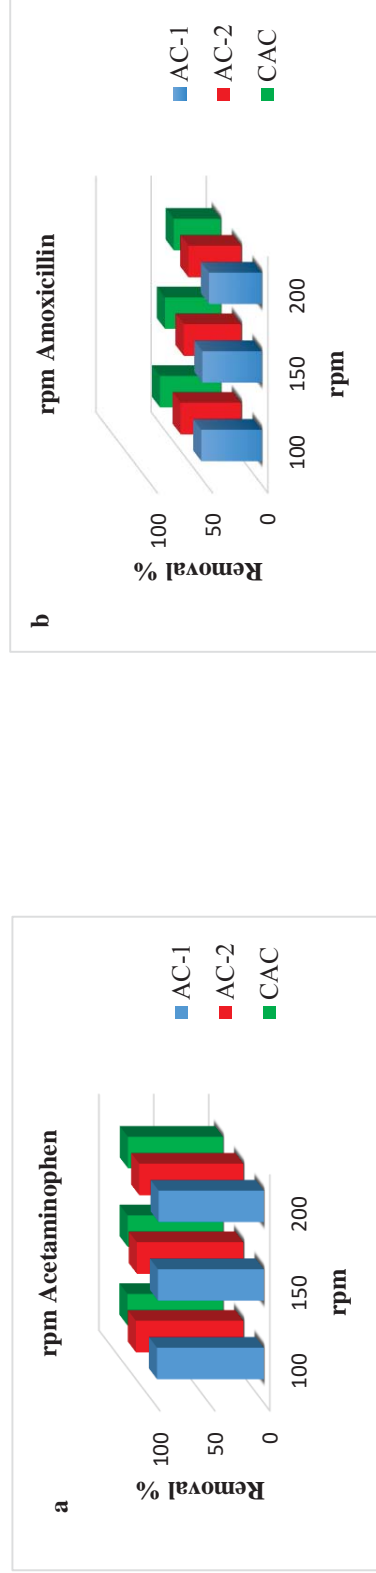 a
rpm Acetaminophen
Removal %
100
50
0
100
150
200
rpm
AC-1
AC-2
CAC
b
rpm Amoxicillin
Removal %
100
50
0
100
150
200
rpm
AC-1
AC-2
CAC